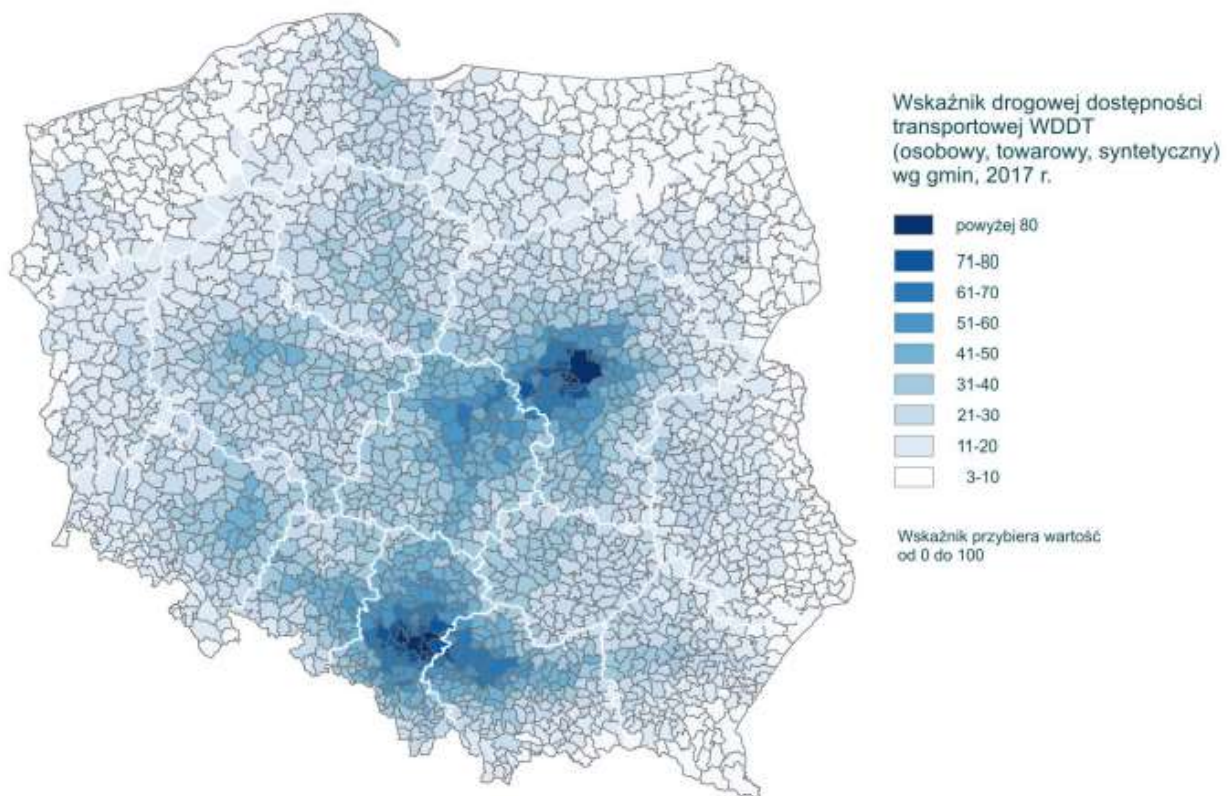 Wskaźnik drogowej dostępności
transportowej WDDT
(osobowy, towarowy, syntetyczny)
wg gmin, 2017 r.
powyżej 80
71-80
61-70
51-60
41-50
31-40
21-30
11-20
3-10
Wskaźnik przybiera wartość
od 0 do 100